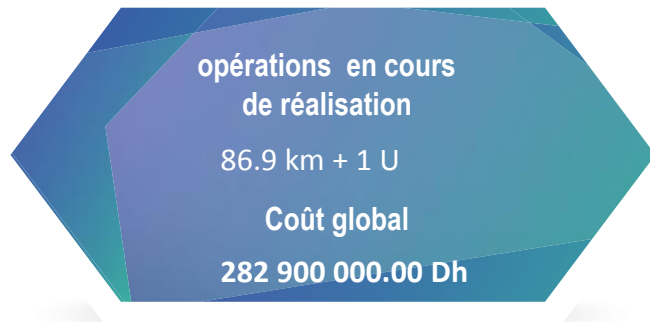 opérations en cours
de réalisation
86.9 km + 1 U
Coût global
282 900 000.00 Dh